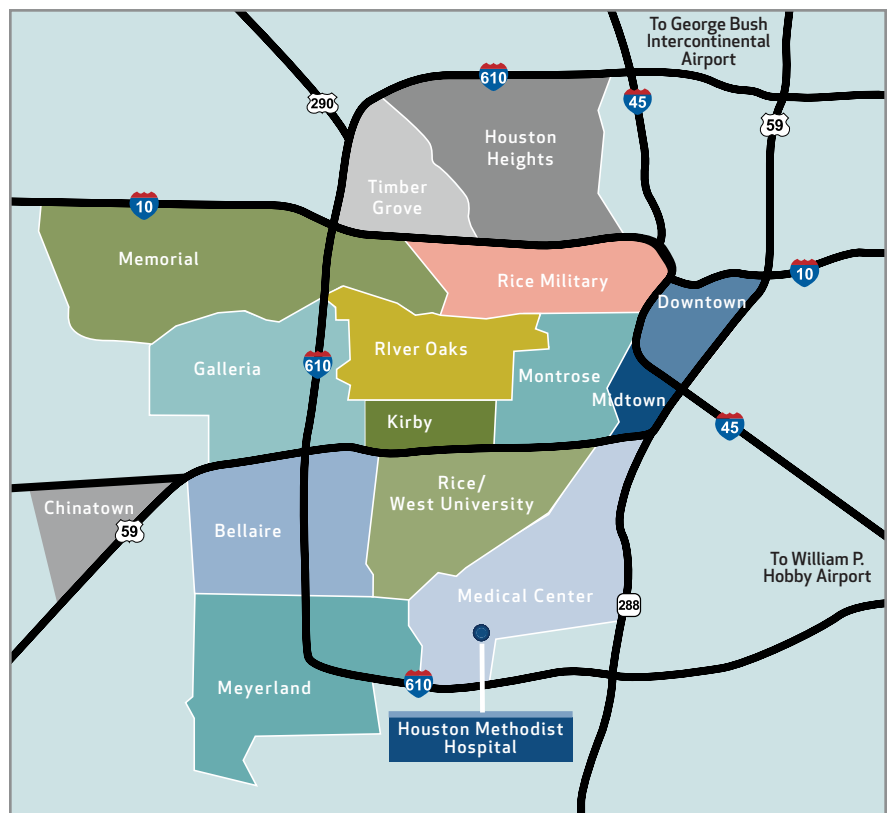 To George Bush
Intercontinental
Airport
610
290
45
59
Houston
Heights
Timber
Grove
10
Memorial
Rice Military
10
Downtown
RIver Oaks
Galleria
610
Montrose
Midtown
Kirby
45
Rice/
West University
Chinatown
59
Bellaire
To William P.
Hobby Airport
Medical Center
288
Meyerland
610
Houston Methodist
Hospital